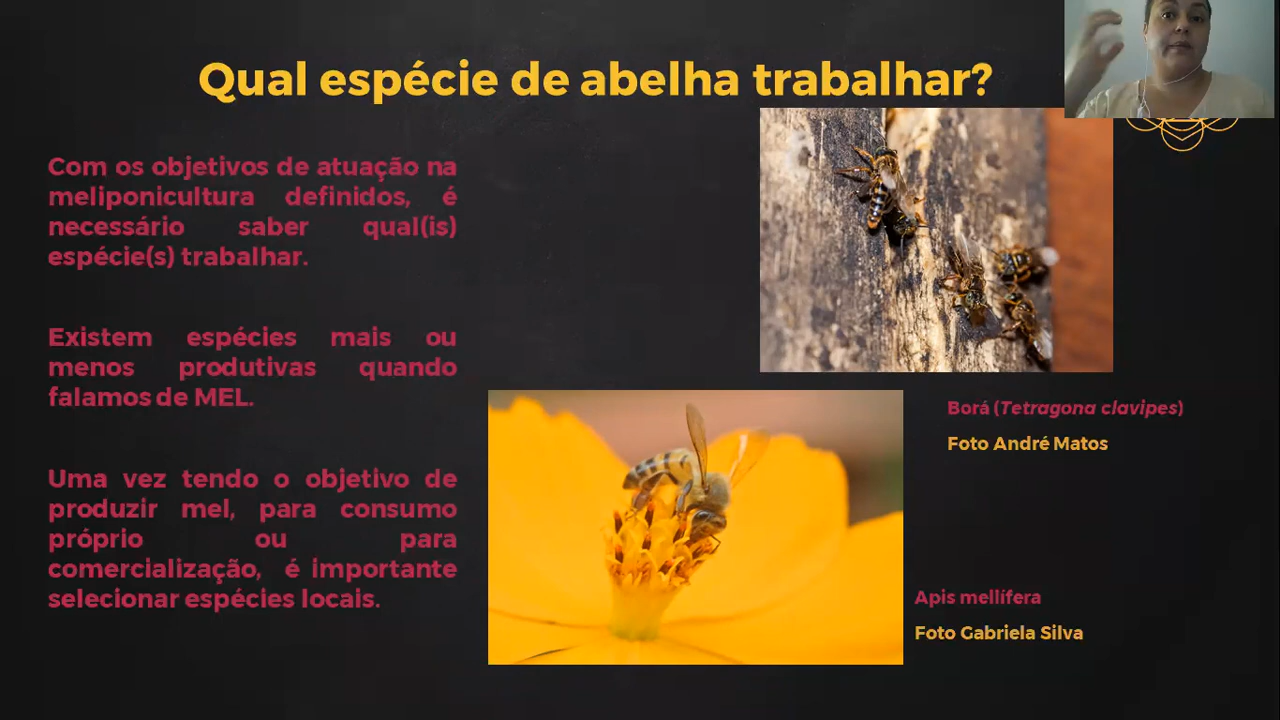 Qual espécie de abelha trabalhar?
Com os objetivos de atuação na
meliponicultura definidos, é
necessário saber qual(is)
espécie(s) trabalhar.
Existem espécies mais ou
menos produtivas quando
falamos de MEL.
Uma vez tendo o objetivo de
produzir mel, para consumo
próprio ou para
comercialização, é importante
selecionar espécies locais.
Borá (Tetragona clavipes)
Foto André Matos
Apis mellífera
Foto Gabriela Silva